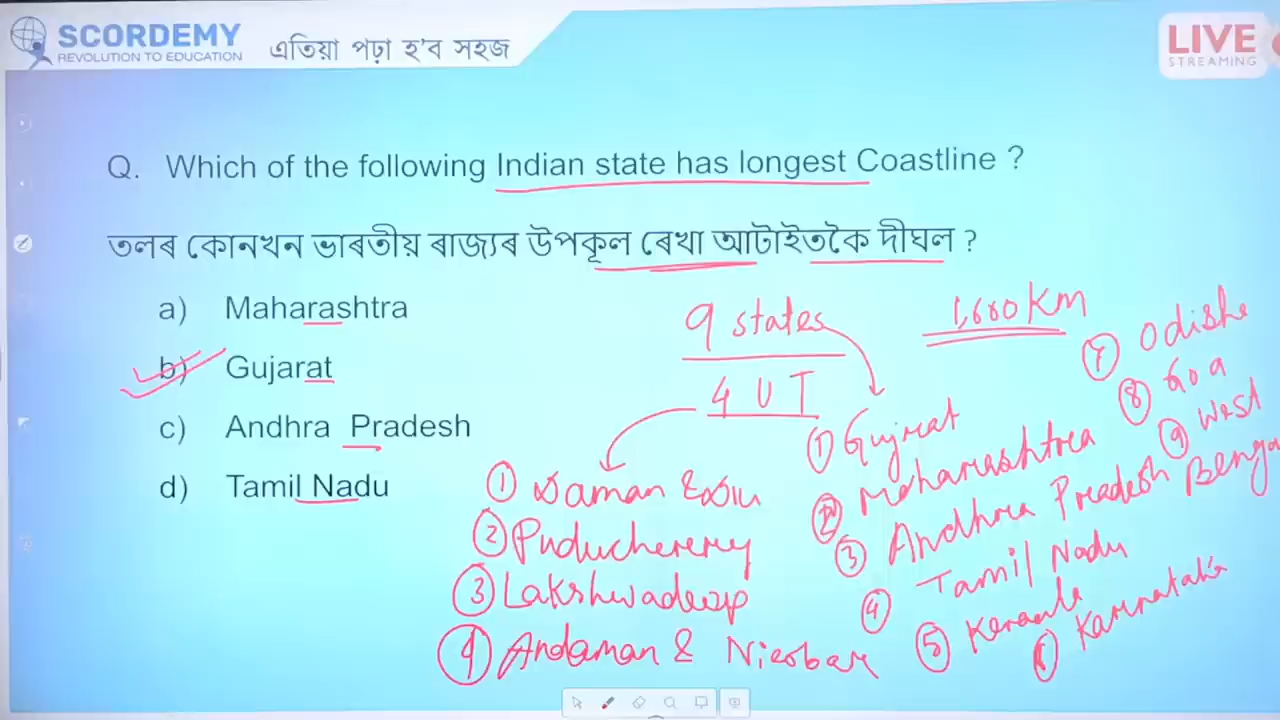 SCORDEMY
REVOLUTION TO EDUCATION
এতিয়া পঢ়া হ'ব সহজ
LIVE
STREAMING
Q. Which of the following Indian state has longest Coastline ?
তলৰ কোনখন ভাৰতীয় ৰাজ্যৰ উপকূল ৰেখা আটাইতকৈ দীঘল ?
a) Maharashtra
b) Gujarat
c) Andhra Pradesh
d) Tamil Nadu
9 states
4 UT
1,600 KM
① Daman & Diu
② Puducherry
③ Lakshwadeep
④ Andaman & Nicobar
① Gujrat
② Maharashtra
③ Andhra Pradesh
④ Tamil Nadu
⑤ Kerala
⑥ Karnataka
⑦ Odisha
⑧ Goa
⑨ West
Benga